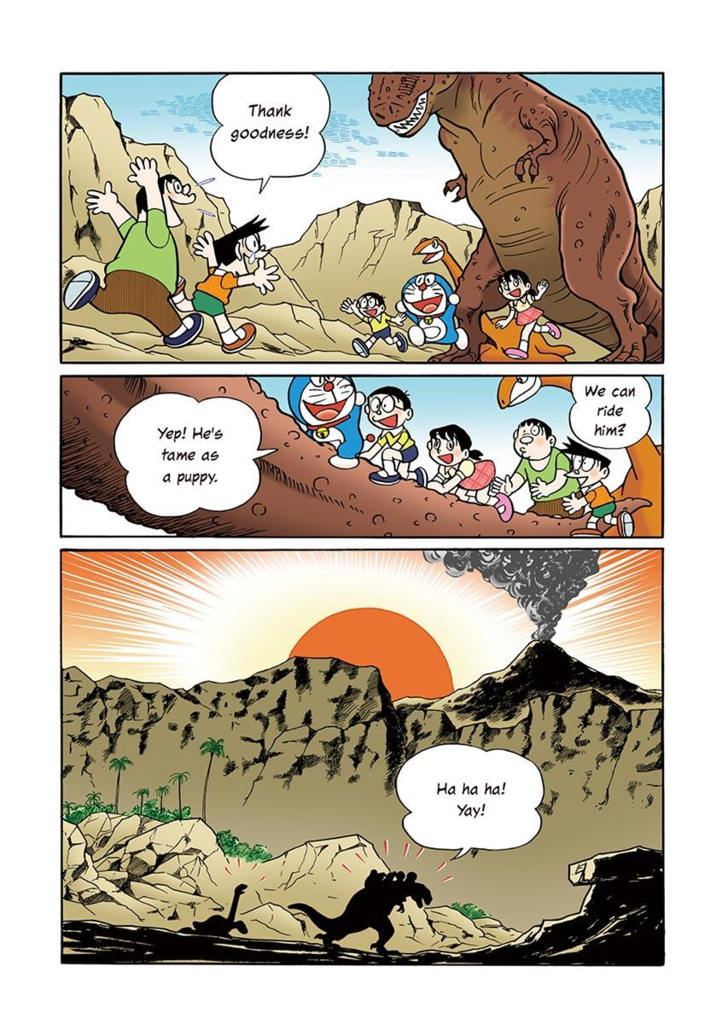 Thank
goodness!
Yep! He's
tame as
a puppy.
We can
ride
him?
Ha ha ha!
Yay!